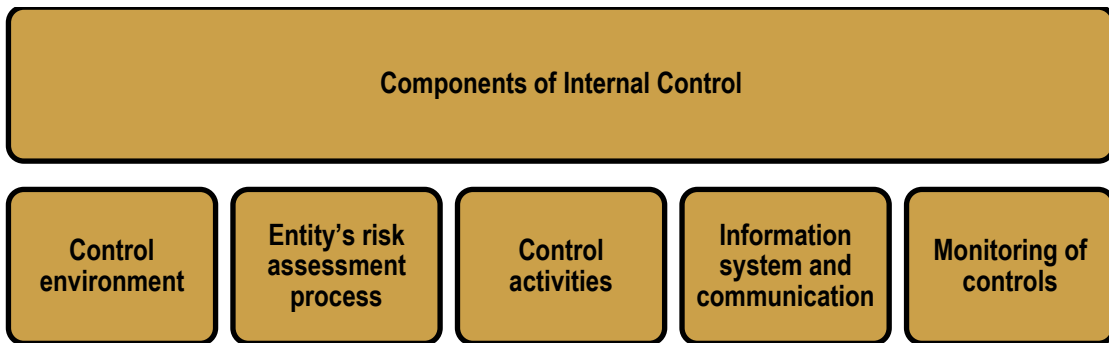 Components of Internal Control
Control
environment
Entity’s risk
assessment
process
Control
activities
Information
system and
communication
Monitoring of
controls